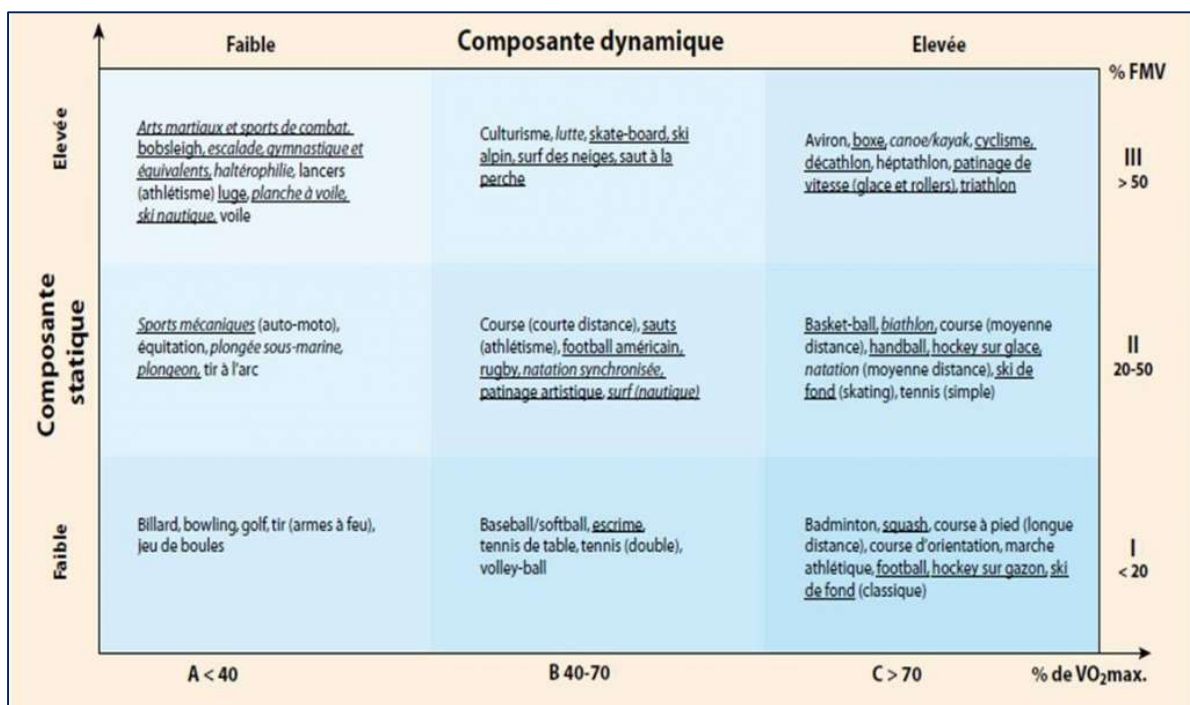 Faible
Composante dynamique
Elevée
% FMV
Elevée
Arts martiaux et sports de combat,
bobsleigh, escalade, gymnastique et
équivalents, haltérophilie, lancers
(athlétisme) luge, planche à voile,
ski nautique, voile
Culturisme, lutte, skate-board, ski
alpin, surf des neiges, saut à la
perche
Aviron, boxe, canoe/kayak, cyclisme,
décathlon, héptathlon, patinage de
vitesse (glace et rollers), triathlon
III
> 50
Composante
statique
Sports mécaniques (auto-moto),
équitation, plongée sous-marine,
plongeon, tir à l'arc
Course (courte distance), sauts
(athlétisme), football américain,
rugby, natation synchronisée,
patinage artistique, surf (nautique)
Basket-ball, biathlon, course (moyenne
distance), handball, hockey sur glace,
natation (moyenne distance), ski de
fond (skating), tennis (simple)
II
20-50
Faible
Billard, bowling, golf, tir (armes à feu),
jeu de boules
Baseball/softball, escrime,
tennis de table, tennis (double),
volley-ball
Badminton, squash, course à pied (longue
distance), course d'orientation, marche
athlétique, football, hockey sur gazon, ski
de fond (classique)
I
< 20
A < 40
B 40-70
C > 70
% de VO₂max.